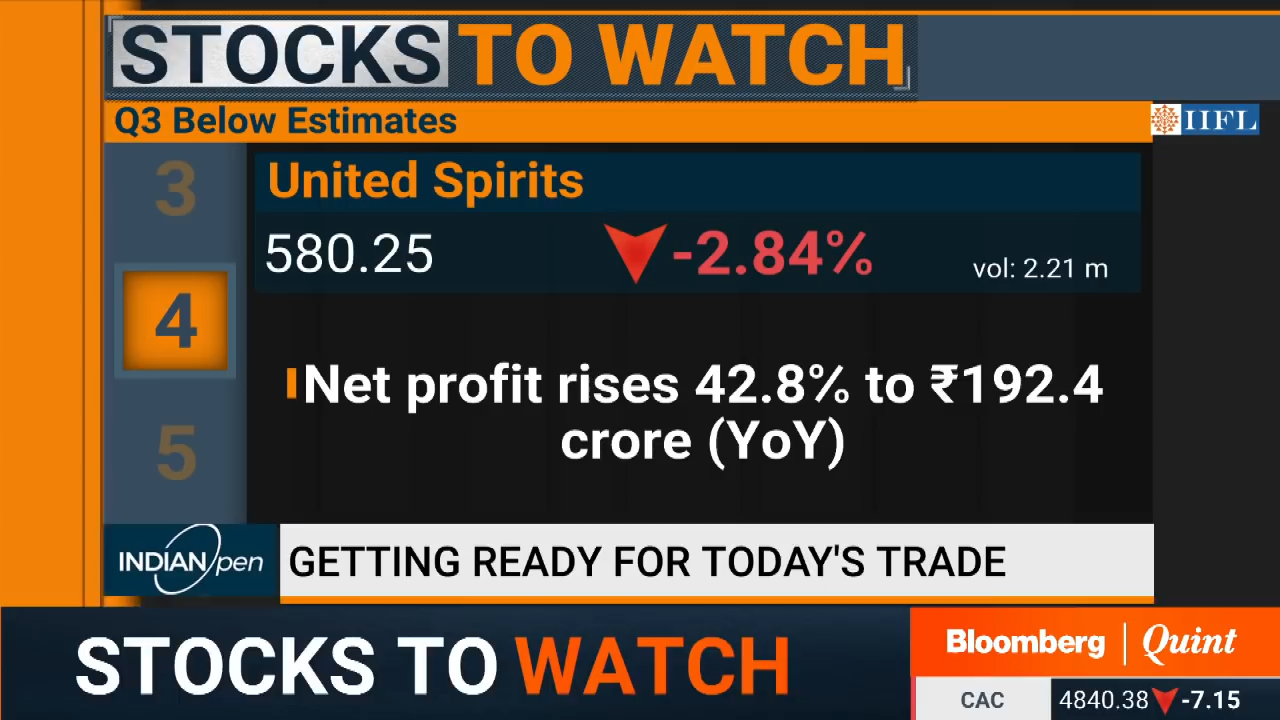 STOCKS TO WATCH
Q3 Below Estimates
IIFL
3
United Spirits
580.25 -2.84% vol: 2.21 m
4
Net profit rises 42.8% to ₹192.4
crore (YoY)
5
INDIAN Open GETTING READY FOR TODAY'S TRADE
STOCKS TO WATCH
Bloomberg | Quint
CAC 4840.38 -7.15